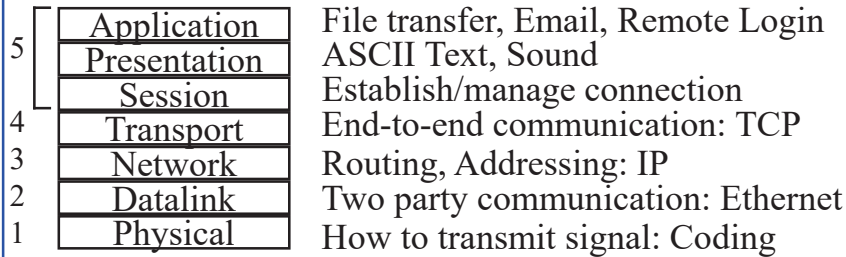 Application File transfer, Email, Remote Login
5 Presentation ASCII Text, Sound
Session Establish/manage connection
4 Transport End-to-end communication: TCP
3 Network Routing, Addressing: IP
2 Datalink Two party communication: Ethernet
1 Physical How to transmit signal: Coding